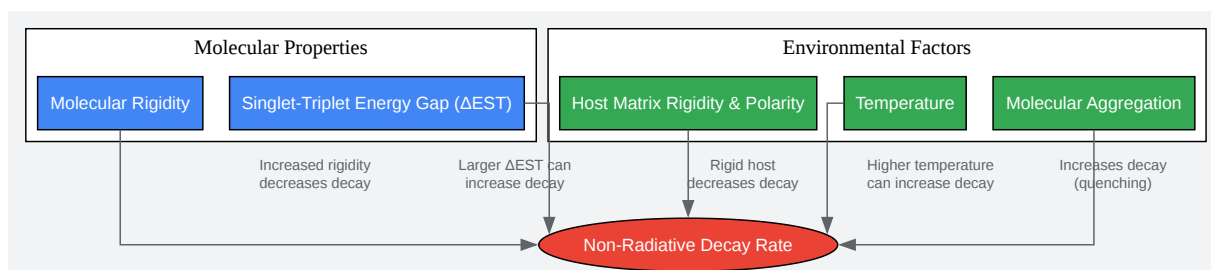 Molecular Properties
Environmental Factors
Molecular Rigidity
Singlet-Triplet Energy Gap (ΔEST)
Host Matrix Rigidity & Polarity
Temperature
Molecular Aggregation
Increased rigidity
decreases decay
Larger ΔEST can
increase decay
Rigid host
decreases decay
Higher temperature
can increase decay
Increases decay
(quenching)
Non-Radiative Decay Rate